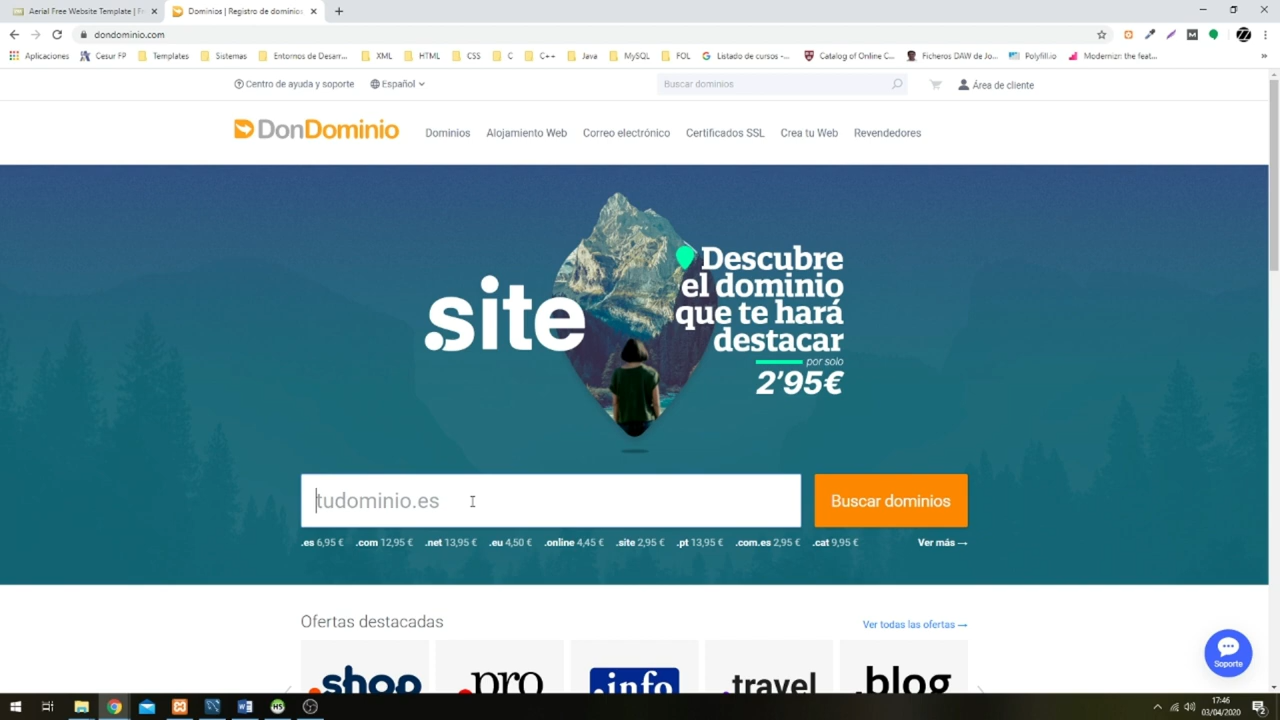 Aerial Free Website Template | F
Dominios | Registro de dominios
dondominio.com
Aplicaciones
Cesur FP
Templates
Sistemas
Entornos de Desarr...
XML
HTML
CSS
C
C++
Java
MySQL
FOL
Listado de cursos -...
Catalog of Online C...
Ficheros DAW de Jo...
Polyfill.io
Modernizr: the feat...
Centro de ayuda y soporte
Español
Buscar dominios
Área de cliente
DonDominio
Dominios
Alojamiento Web
Correo electrónico
Certificados SSL
Crea tu Web
Revendedores
.site
Descubre
el dominio
que te hará
destacar
por solo
2'95€
tudominio.es
Buscar dominios
.es 6,95 €
.com 12,95 €
.net 13,95 €
.eu 4,50 €
.online 4,45 €
.site 2,95 €
.pt 13,95 €
.com.es 2,95 €
.cat 9,95 €
Ver más →
Ofertas destacadas
Ver todas las ofertas →
.shop
.pro
.info
.travel
.blog
Soporte
17:46
03/04/2020
2